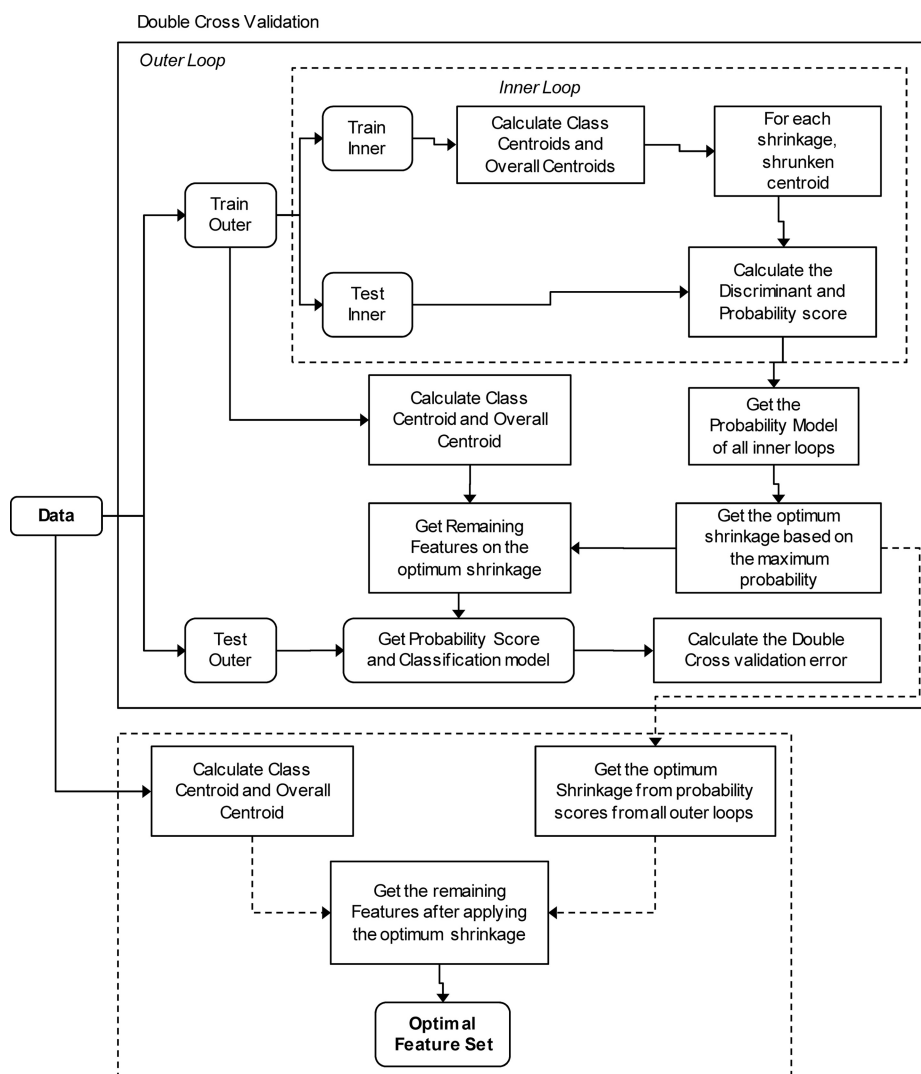 Double Cross Validation
Outer Loop
Inner Loop
Train
Inner
Calculate Class
Centroids and
Overall Centroids
For each
shrinkage,
shrunken
centroid
Train
Outer
Test
Inner
Calculate the
Discriminant and
Probability score
Calculate Class
Centroid and Overall
Centroid
Get the
Probability Model
of all inner loops
Data
Get Remaining
Features on the
optimum shrinkage
Get the optimum
shrinkage based on
the maximum
probability
Test
Outer
Get Probability Score
and Classification model
Calculate the Double
Cross validation error
Calculate Class
Centroid and Overall
Centroid
Get the optimum
Shrinkage from probability
scores from all outer loops
Get the remaining
Features after applying
the optimum shrinkage
Optimal
Feature Set